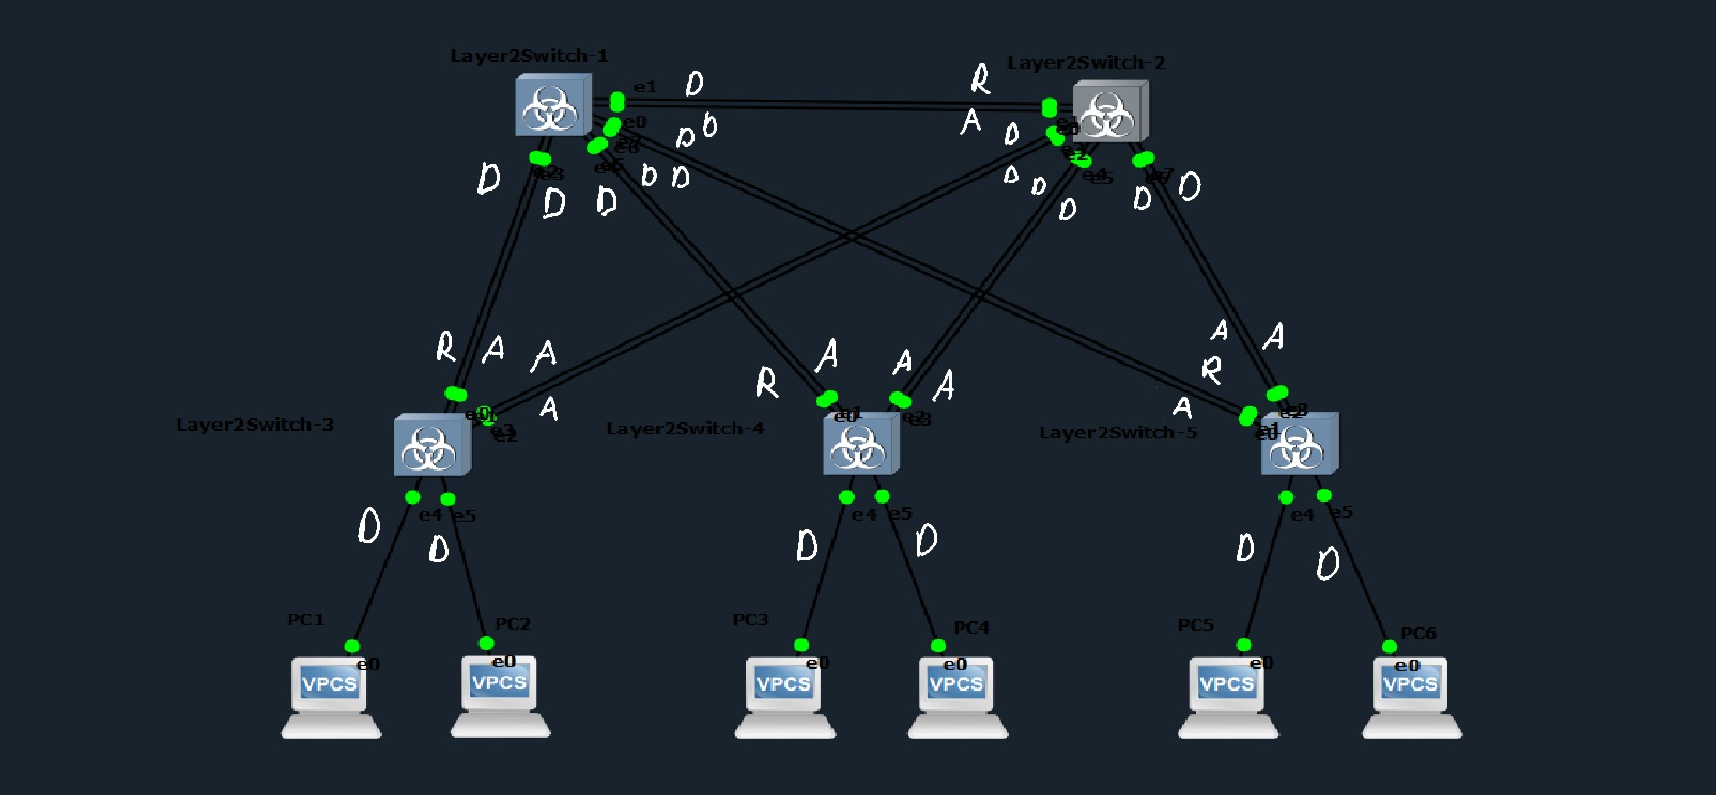 Layer2Switch-1
Layer2Switch-2
e1
D
R
e0
D D
A
D
D
D
D
D
D D
D
D
D
D
D
D
R
A
A
A
R
A
A
A
A
A
R
A
Layer2Switch-3
Layer2Switch-4
Layer2Switch-5
e4
e5
e4
e5
e4
e5
D
D
D
D
D
D
PC1
PC2
PC3
PC4
PC5
PC6
e0
e0
e0
e0
e0
e0
VPCS
VPCS
VPCS
VPCS
VPCS
VPCS